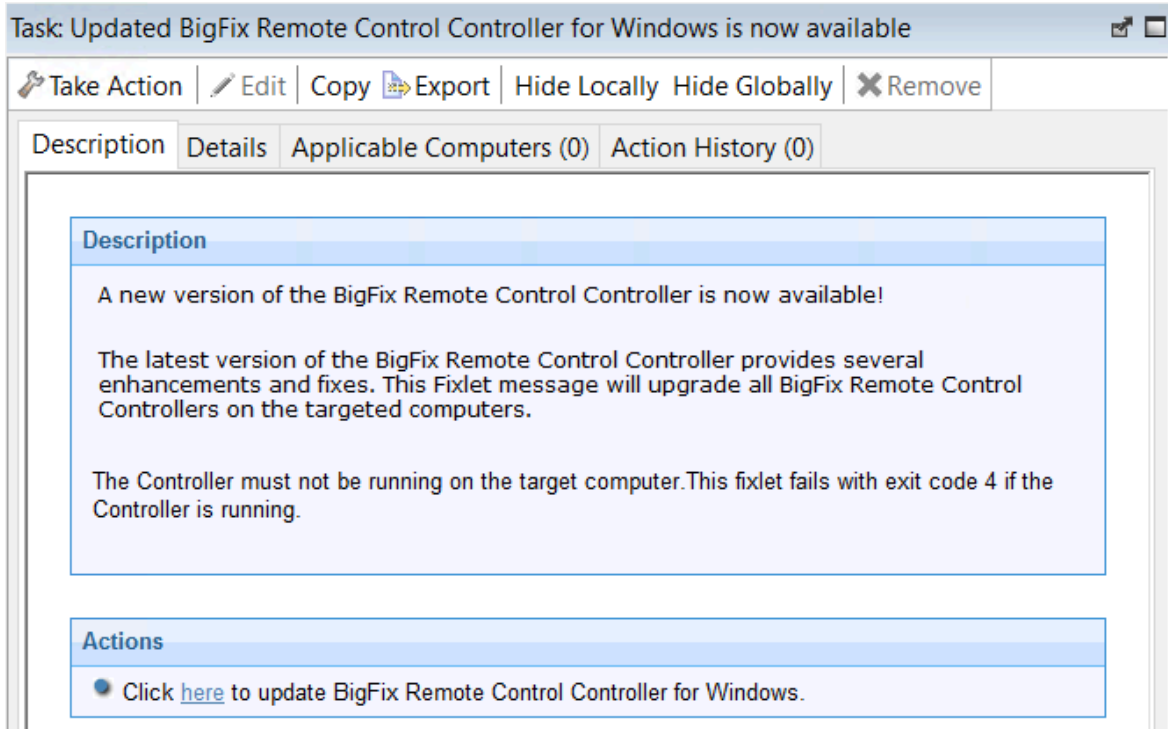 Task: Updated BigFix Remote Control Controller for Windows is now available
Take Action Edit Copy Export Hide Locally Hide Globally Remove
Description Details Applicable Computers (0) Action History (0)
Description
A new version of the BigFix Remote Control Controller is now available!
The latest version of the BigFix Remote Control Controller provides several
enhancements and fixes. This Fixlet message will upgrade all BigFix Remote Control
Controllers on the targeted computers.
The Controller must not be running on the target computer.This fixlet fails with exit code 4 if the
Controller is running.
Actions
Click here to update BigFix Remote Control Controller for Windows.